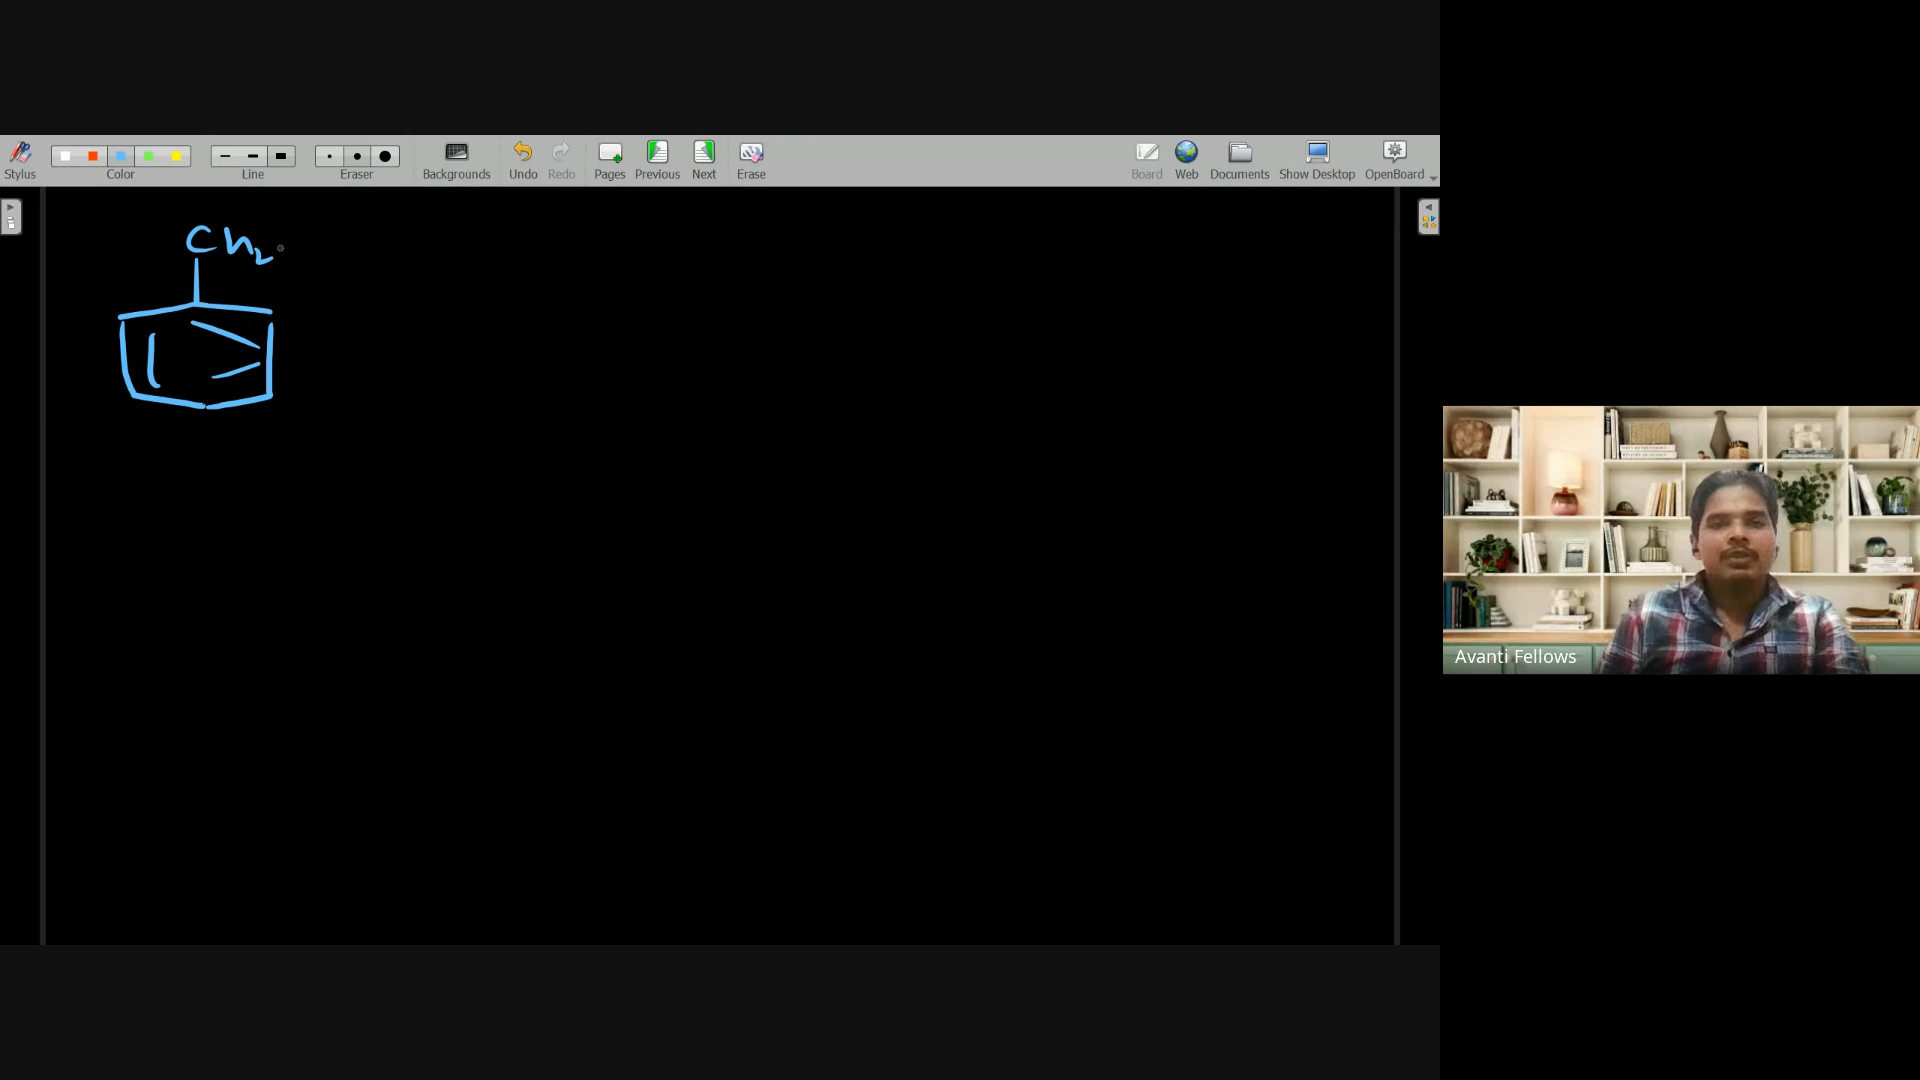 Stylus Color Line Eraser Backgrounds Undo Redo Pages Previous Next Erase Board Web Documents Show Desktop OpenBoard
Ch2
Avanti Fellows